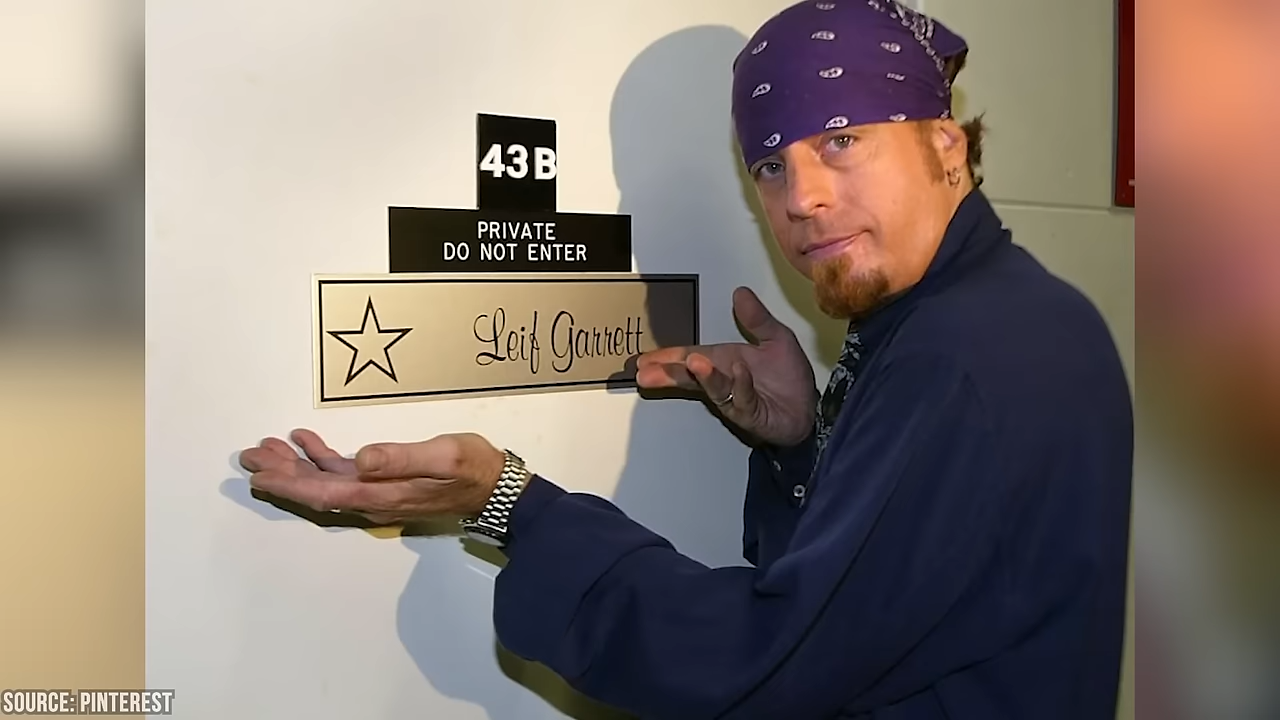 43B
PRIVATE
DO NOT ENTER
Leif Garrett
SOURCE: PINTEREST